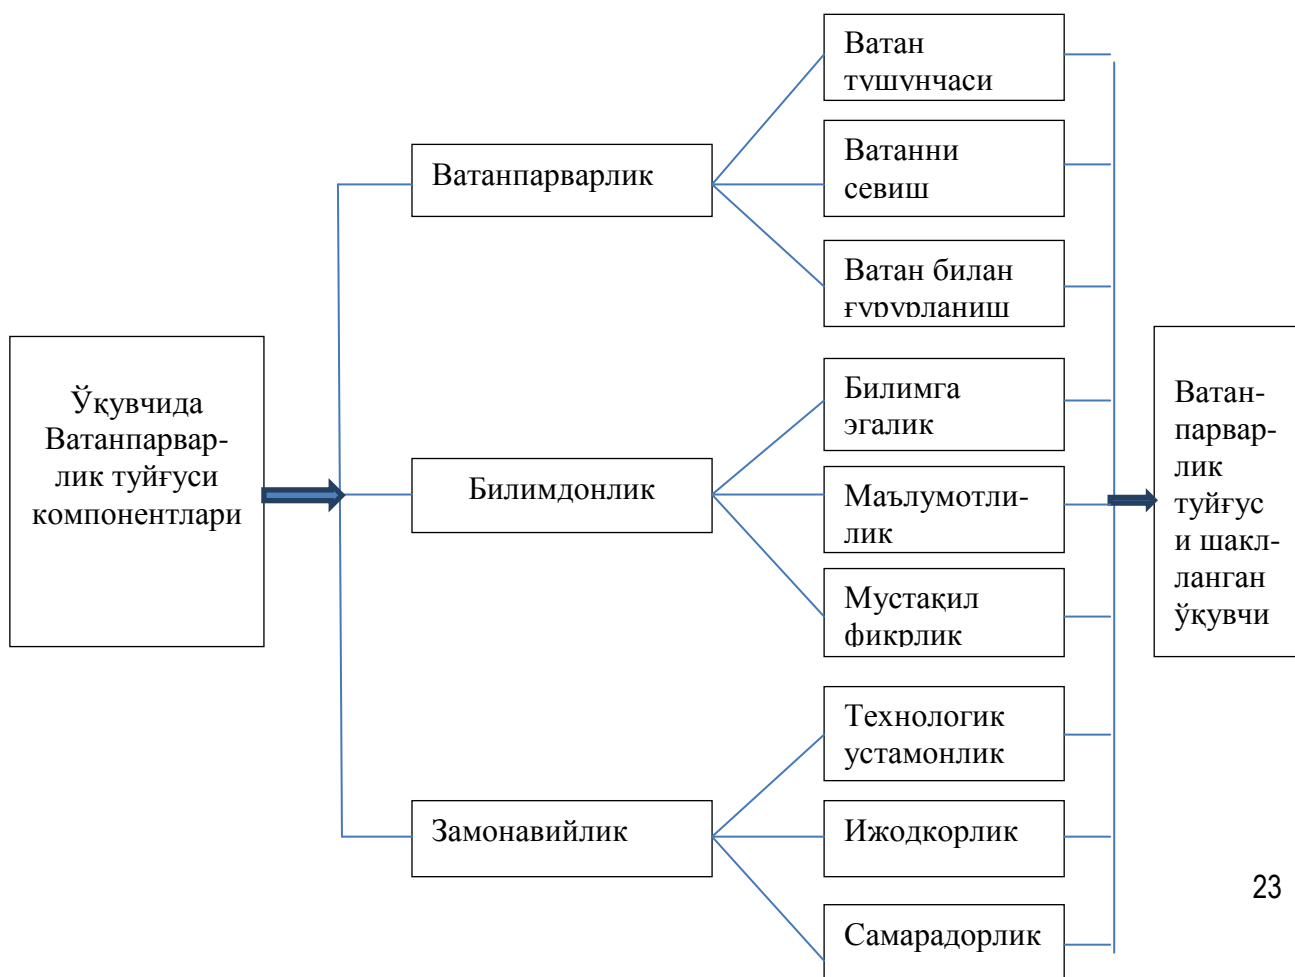 Ўқувчида
Ватанпарвар-
лик туйғуси
компонентлари
Ватанпарварлик
Билимдонлик
Замонавийлик
Ватан
тушунчаси
Ватанни
севиш
Ватан билан
ғурурланиш
Билимга
эгалик
Маълумотли-
лик
Мустақил
фикрлик
Технологик
устамонлик
Ижодкорлик
Самарадорлик
Ватан-
парвар-
лик
туйғус
и шакл-
ланган
ўқувчи
23